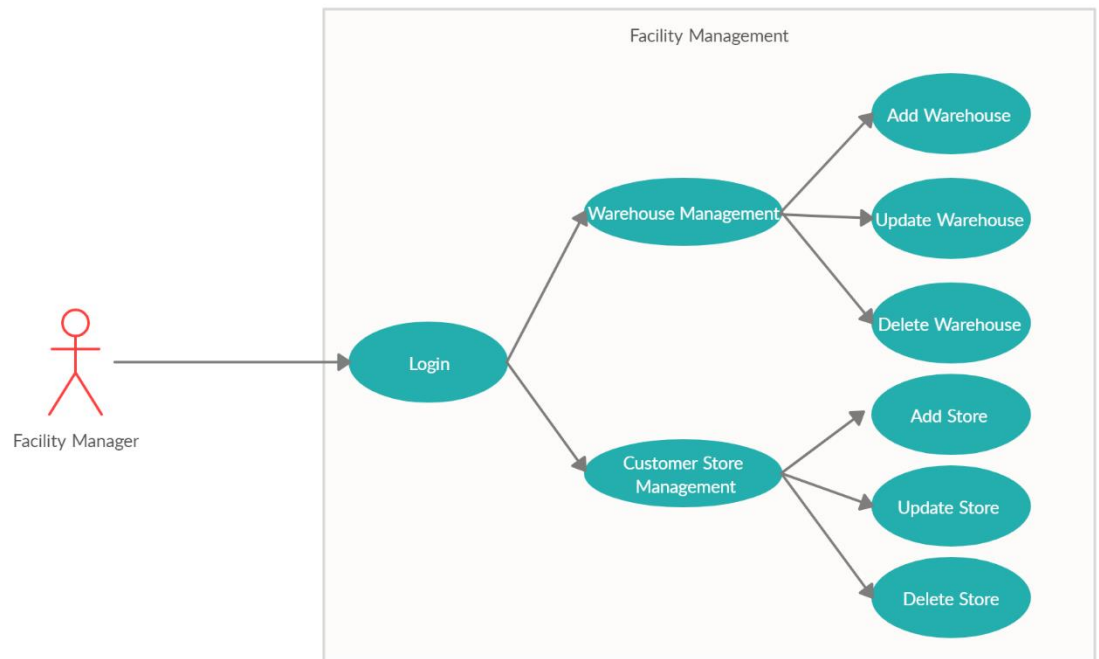 Facility Management
Add Warehouse
Warehouse Management
Update Warehouse
Delete Warehouse
Login
Facility Manager
Add Store
Customer Store
Management
Update Store
Delete Store